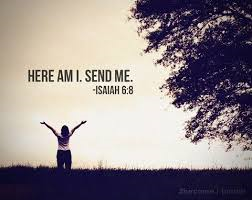 HERE AM I. SEND ME.
-ISAIAH 6:8